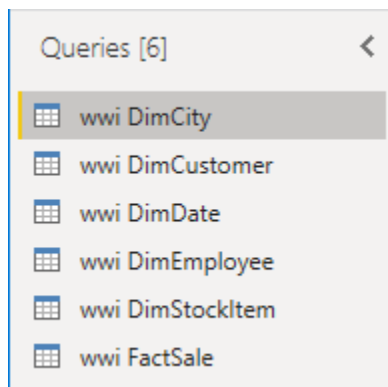 Queries [6]
wwi DimCity
wwi DimCustomer
wwi DimDate
wwi DimEmployee
wwi DimStockItem
wwi FactSale